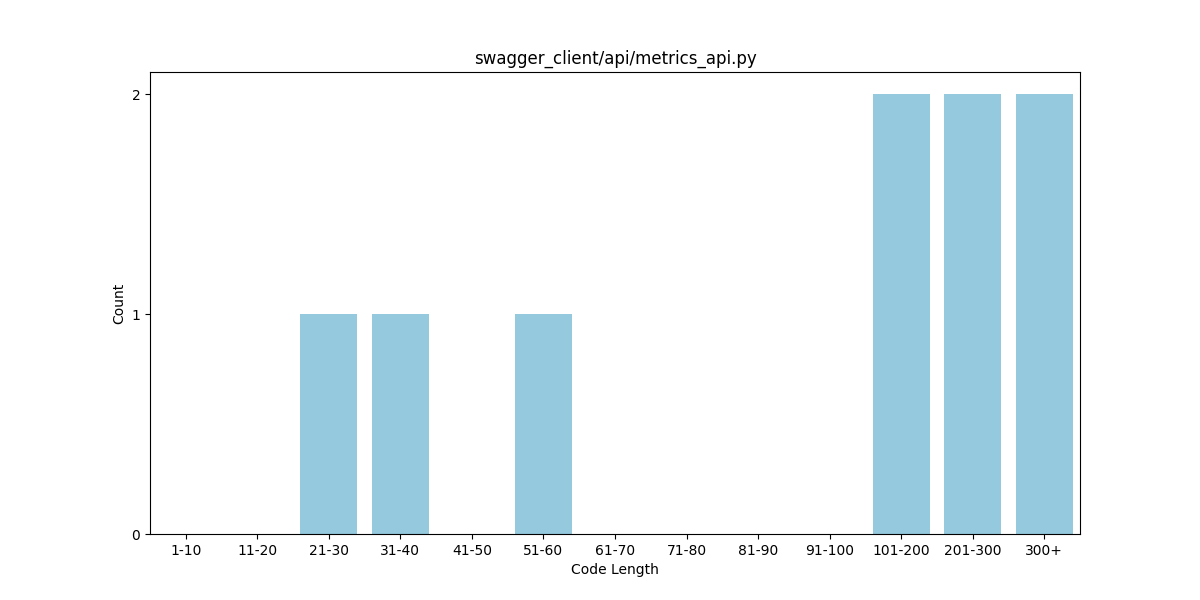 swagger_client/api/metrics_api.py
2
1
0
Count
1-10 11-20 21-30 31-40 41-50 51-60 61-70 71-80 81-90 91-100 101-200 201-300 300+
Code Length